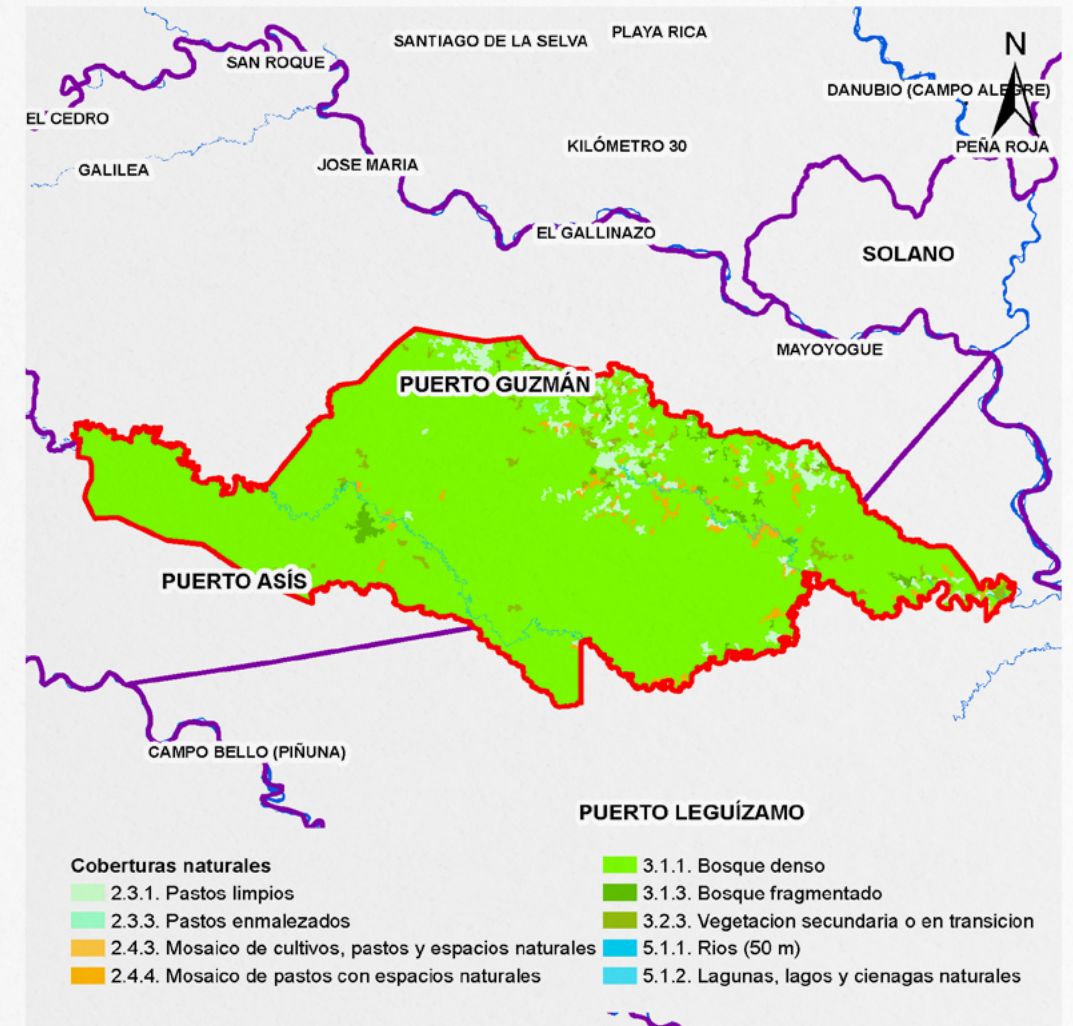 SANTIAGO DE LA SELVA
PLAYA RICA
N
SAN ROQUE
DANUBIO (CAMPO ALEGRE)
EL CEDRO
KILÓMETRO 30
PEÑA ROJA
GALILEA
JOSE MARIA
EL GALLINAZO
SOLANO
MAYOYOGUE
PUERTO GUZMÁN
PUERTO ASÍS
CAMPO BELLO (PIÑUNA)
PUERTO LEGUÍZAMO
Coberturas naturales
2.3.1. Pastos limpios
2.3.3. Pastos enmalezados
2.4.3. Mosaico de cultivos, pastos y espacios naturales
2.4.4. Mosaico de pastos con espacios naturales
3.1.1. Bosque denso
3.1.3. Bosque fragmentado
3.2.3. Vegetacion secundaria o en transicion
5.1.1. Rios (50 m)
5.1.2. Lagunas, lagos y cienagas naturales